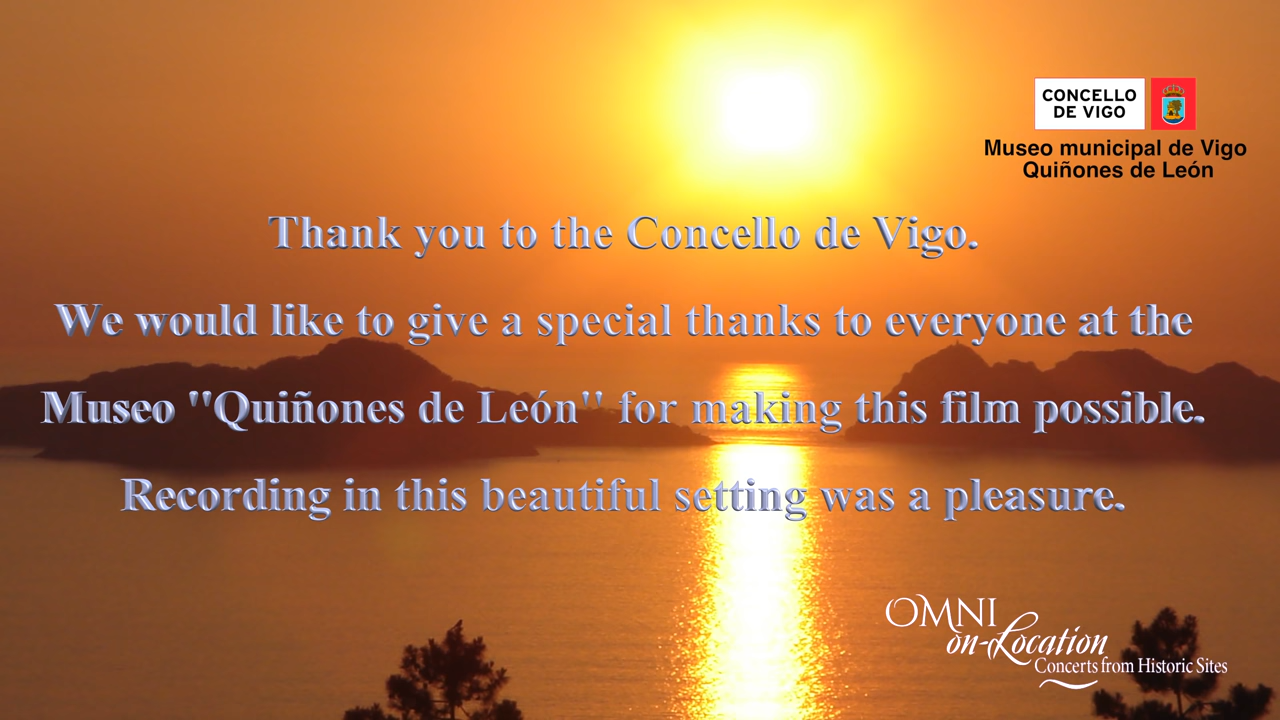 CONCELLO
DE VIGO
Museo municipal de Vigo
Quiñones de León
Thank you to the Concello de Vigo.
We would like to give a special thanks to everyone at the
Museo "Quiñones de León" for making this film possible.
Recording in this beautiful setting was a pleasure.
OMNI
on-Location
Concerts from Historic Sites